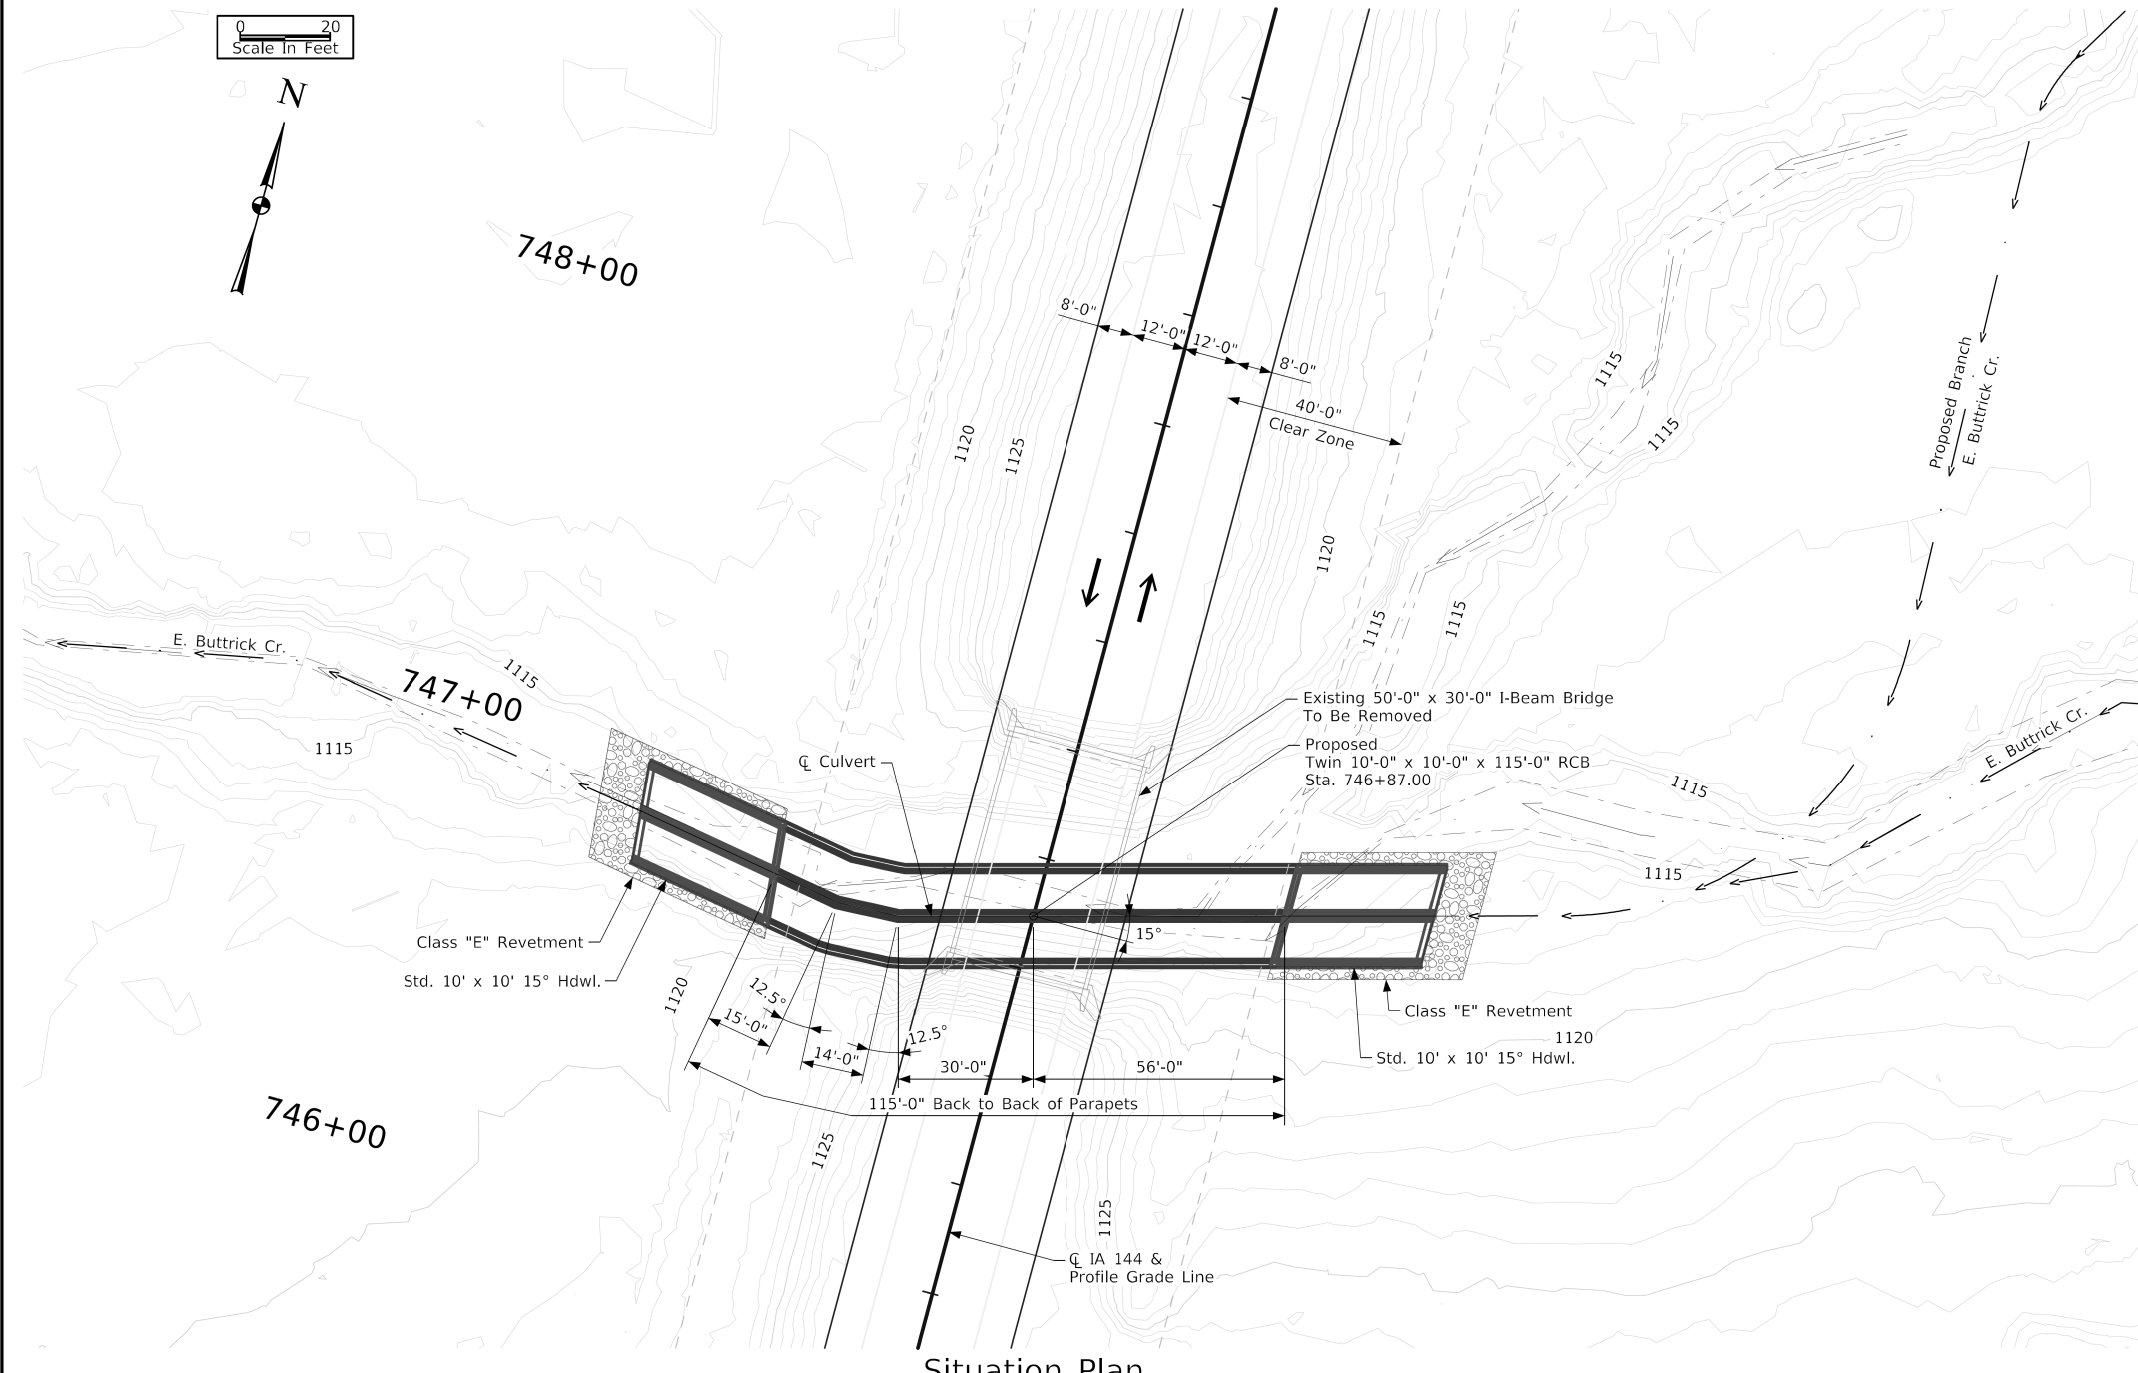 0 20
Scale In Feet
N
748+00
8'-0" 12'-0" 12'-0" 8'-0"
40'-0"
Clear Zone
1120
1125
1115
1115
Proposed Branch
E. Buttrick Cr.
1120
1115
1115
E. Buttrick Cr.
1115
747+00
1115
Existing 50'-0" x 30'-0" I-Beam Bridge
To Be Removed
Proposed
Twin 10'-0" x 10'-0" x 115'-0" RCB
Sta. 746+87.00
℄ Culvert
E. Buttrick Cr.
1115
1115
15°
Class "E" Revetment
Std. 10' x 10' 15° Hdwl.
1120
12.5°
15'-0"
14'-0"
12.5°
30'-0"
56'-0"
115'-0" Back to Back of Parapets
Class "E" Revetment
1120
Std. 10' x 10' 15° Hdwl.
746+00
1125
1125
℄ IA 144 &
Profile Grade Line
Situation Plan